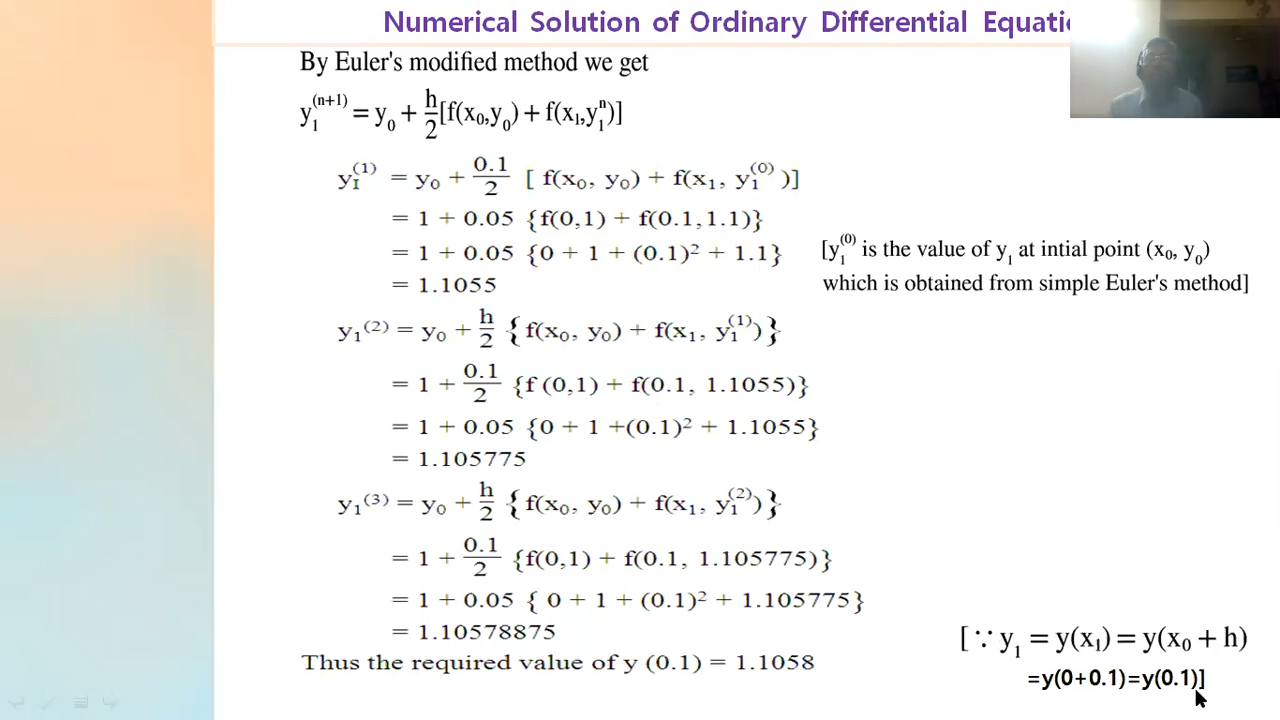 Numerical Solution of Ordinary Differential Equati
By Euler's modified method we get
y₁⁽ⁿ⁺¹⁾ = y₀ + h/2 [f(x₀,y₀) + f(x₁,y₁ⁿ)]
y₁⁽¹⁾ = y₀ + 0.1/2 [ f(x₀, y₀) + f(x₁, y₁⁽⁰⁾ )]
= 1 + 0.05 {f(0,1) + f(0.1,1.1)}
= 1 + 0.05 {0 + 1 + (0.1)² + 1.1}
= 1.1055
[y₁⁽⁰⁾ is the value of y₁ at intial point (x₀, y₀)
which is obtained from simple Euler's method]
y₁⁽²⁾ = y₀ + h/2 {f(x₀, y₀) + f(x₁, y₁⁽¹⁾)}
= 1 + 0.1/2 {f (0,1) + f(0.1, 1.1055)}
= 1 + 0.05 {0 + 1 +(0.1)² + 1.1055}
= 1.105775
y₁⁽³⁾ = y₀ + h/2 {f(x₀, y₀) + f(x₁, y₁⁽²⁾)}
= 1 + 0.1/2 {f(0,1) + f(0.1, 1.105775)}
= 1 + 0.05 { 0 + 1 + (0.1)² + 1.105775}
= 1.10578875
Thus the required value of y (0.1) = 1.1058
[ ∵ y₁ = y(x₁) = y(x₀ + h)
=y(0+0.1)=y(0.1)]